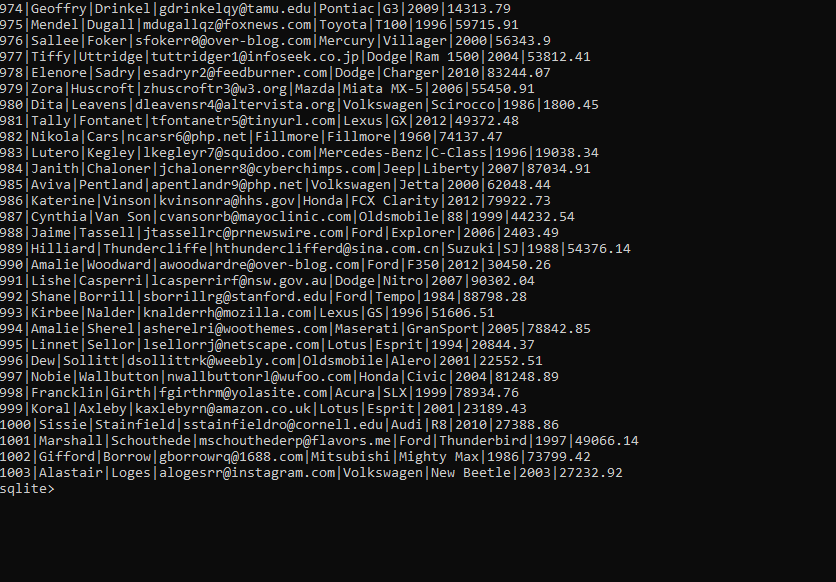 974|Geoffry|Drinkel|gdrinkelqy@tamu.edu|Pontiac|G3|2009|14313.79
975|Mendel|Dugall|mdugallqz@foxnews.com|Toyota|T100|1996|59715.91
976|Sallee|Foker|sfokerr0@over-blog.com|Mercury|Villager|2000|56343.9
977|Tiffy|Uttridge|tuttridger1@infoseek.co.jp|Dodge|Ram 1500|2004|53812.41
978|Elenore|Sadry|esadryr2@feedburner.com|Dodge|Charger|2010|83244.07
979|Zora|Huscroft|zhuscroftr3@w3.org|Mazda|Miata MX-5|2006|55450.91
980|Dita|Leavens|dleavensr4@altervista.org|Volkswagen|Scirocco|1986|1800.45
981|Tally|Fontanet|tfontanetr5@tinyurl.com|Lexus|GX|2012|49372.48
982|Nikola|Cars|ncarsr6@php.net|Fillmore|Fillmore|1960|74137.47
983|Lutero|Kegley|lkegleyr7@squidoo.com|Mercedes-Benz|C-Class|1996|19038.34
984|Janith|Chaloner|jchalonerr8@cyberchimps.com|Jeep|Liberty|2007|87034.91
985|Aviva|Pentland|apentlandr9@php.net|Volkswagen|Jetta|2000|62048.44
986|Katerine|Vinson|kvinsonra@hhs.gov|Honda|FCX Clarity|2012|79922.73
987|Cynthia|Van Son|cvansonrb@mayoclinic.com|Oldsmobile|88|1999|44232.54
988|Jaime|Tassell|jtassellrc@prnewswire.com|Ford|Explorer|2006|2403.49
989|Hilliard|Thundercliffe|hthunderclifferd@sina.com.cn|Suzuki|SJ|1988|54376.14
990|Amalie|Woodward|awoodwardre@over-blog.com|Ford|F350|2012|30450.26
991|Lishe|Casperri|lcasperrirf@nsw.gov.au|Dodge|Nitro|2007|90302.04
992|Shane|Borrill|sborrillrg@stanford.edu|Ford|Tempo|1984|88798.28
993|Kirbee|Nalder|knalderrh@mozilla.com|Lexus|GS|1996|51606.51
994|Amalie|Sherel|asherelri@woothemes.com|Maserati|GranSport|2005|78842.85
995|Linnet|Sellor|lsellorrj@netscape.com|Lotus|Esprit|1994|20844.37
996|Dew|Sollitt|dsollittrk@weebly.com|Oldsmobile|Alero|2001|22552.51
997|Nobie|Wallbutton|nwallbuttonrl@wufoo.com|Honda|Civic|2004|81248.89
998|Francklin|Girth|fgirthrm@yolasite.com|Acura|SLX|1999|78934.76
999|Koral|Axleby|kaxlebyrn@amazon.co.uk|Lotus|Esprit|2001|23189.43
1000|Sissie|Stainfield|sstainfieldro@cornell.edu|Audi|R8|2010|27388.86
1001|Marshall|Schouthede|mschouthederp@flavors.me|Ford|Thunderbird|1997|49066.14
1002|Gifford|Borrow|gborrowrq@1688.com|Mitsubishi|Mighty Max|1986|73799.42
1003|Alastair|Loges|alogesrr@instagram.com|Volkswagen|New Beetle|2003|27232.92
sqlite>